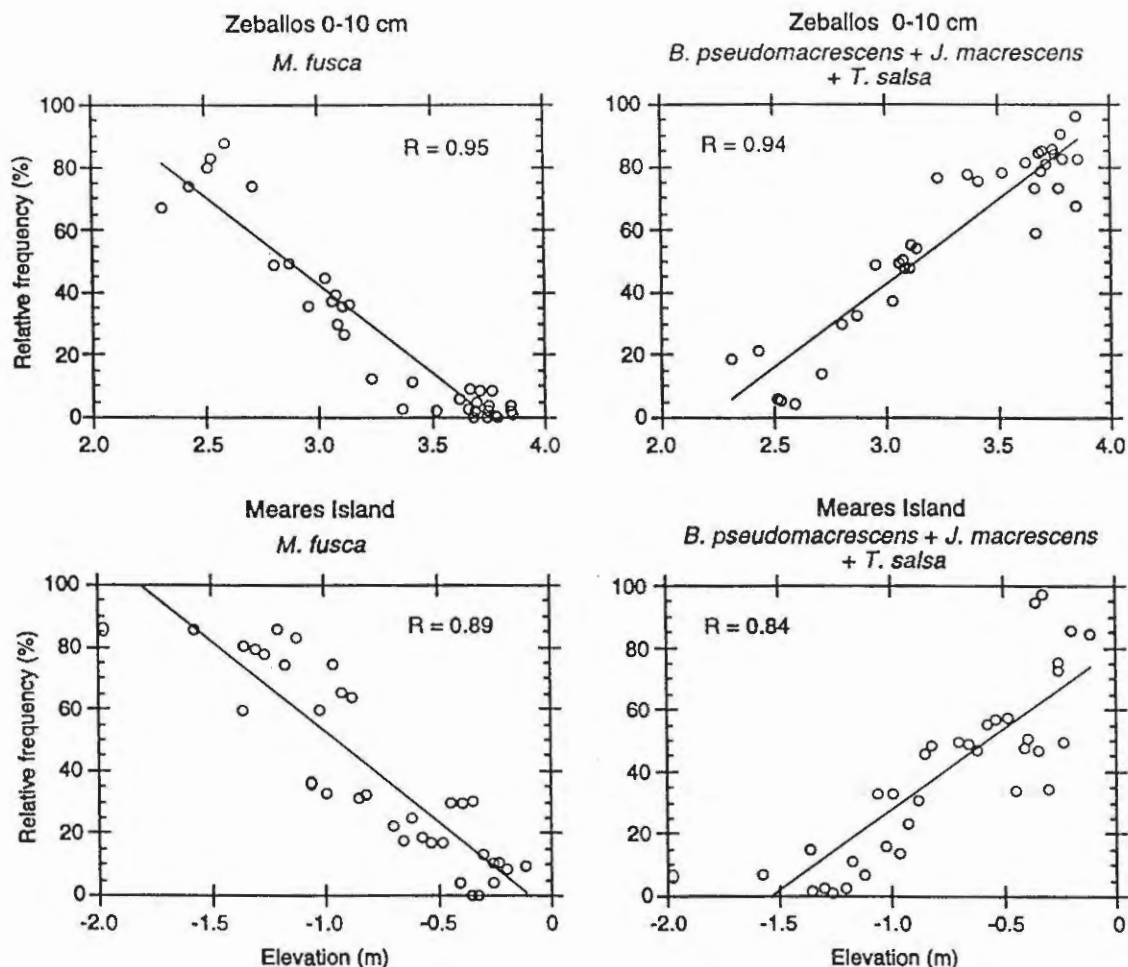 Zeballos 0-10 cm
M. fusca
R = 0.95
Relative frequency (%)
100
80
60
40
20
0
2.0 2.5 3.0 3.5 4.0
Zeballos 0-10 cm
B. pseudomacrescens + J. macrescens
+ T. salsa
R = 0.94
100
80
60
40
20
0
2.0 2.5 3.0 3.5 4.0
Meares Island
M. fusca
R = 0.89
Relative frequency (%)
100
80
60
40
20
0
-2.0 -1.5 -1.0 -0.5 0
Elevation (m)
Meares Island
B. pseudomacrescens + J. macrescens
+ T. salsa
R = 0.84
100
80
60
40
20
0
-2.0 -1.5 -1.0 -0.5 0
Elevation (m)